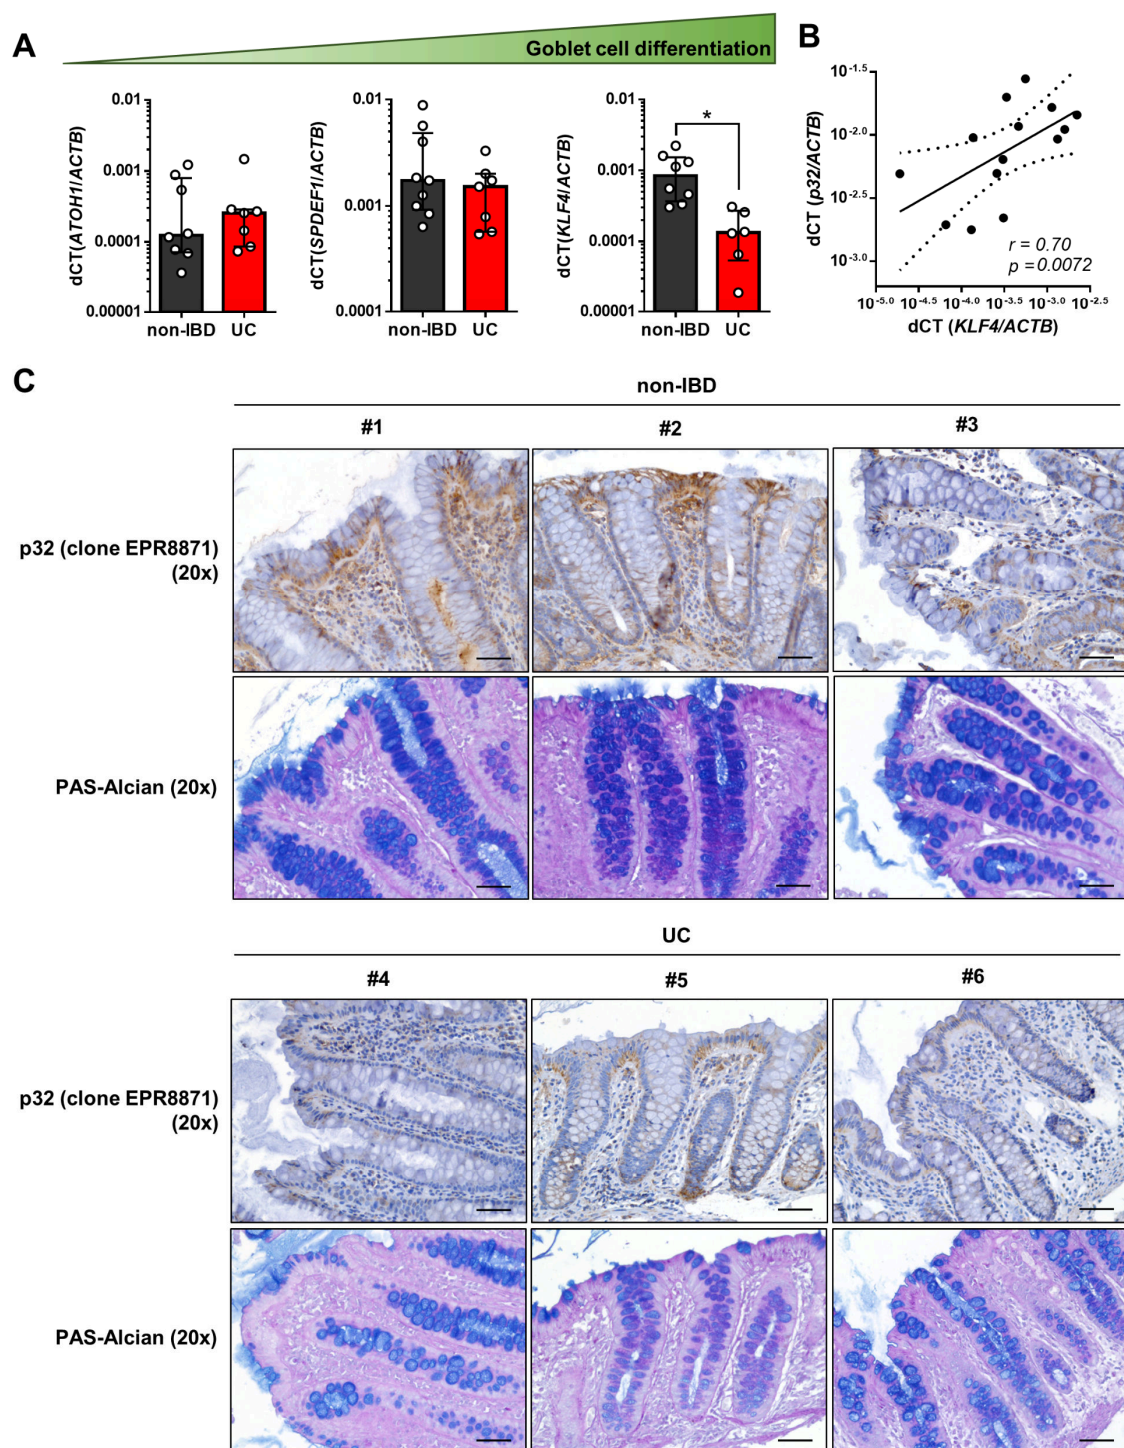 A
Goblet cell differentiation
B
dCT(ATOH1/ACTB)
0.01
0.001
0.0001
0.00001
non-IBD
UC
dCT(SPDEF1/ACTB)
0.01
0.001
0.0001
non-IBD
UC
dCT(KLF4/ACTB)
0.01
0.001
0.0001
0.00001
*
non-IBD
UC
dCT (p32/ACTB)
10-1.5
10-2.0
10-2.5
10-3.0
r = 0.70
p =0.0072
10-5.0 10-4.5 10-4.0 10-3.5 10-3.0 10-2.5
dCT (KLF4/ACTB)
C
non-IBD
#1 #2 #3
p32 (clone EPR8871)
(20x)
PAS-Alcian (20x)
UC
#4 #5 #6
p32 (clone EPR8871)
(20x)
PAS-Alcian (20x)